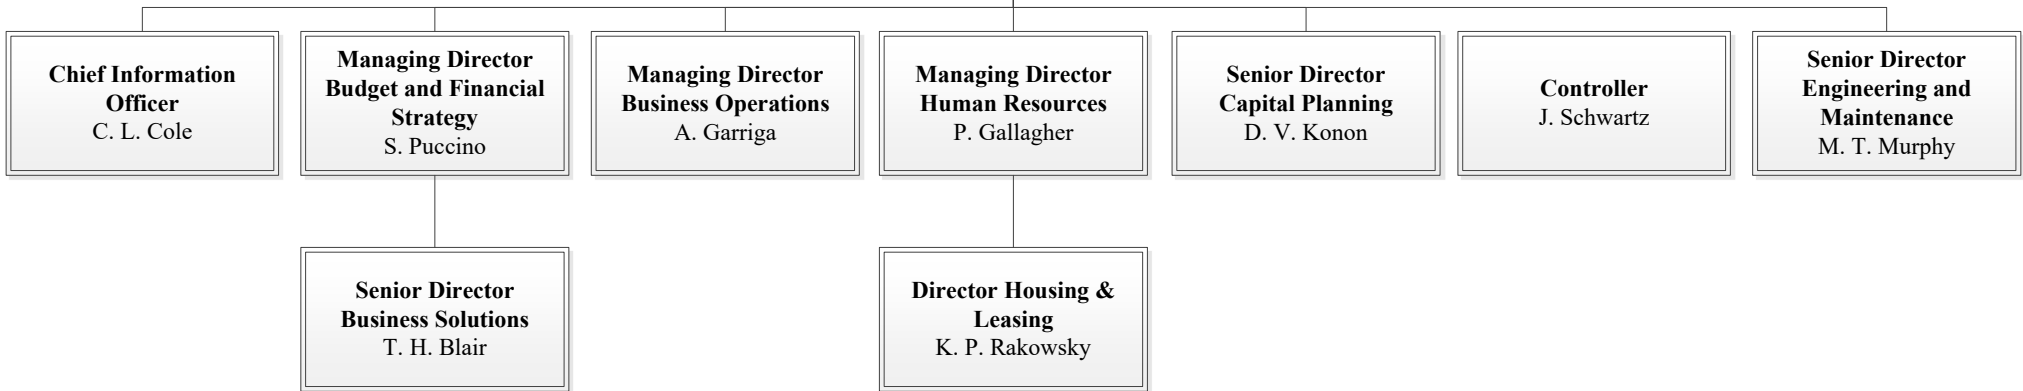 Chief Information
Officer
C. L. Cole
Managing Director
Budget and Financial
Strategy
S. Puccino
Managing Director
Business Operations
A. Garriga
Managing Director
Human Resources
P. Gallagher
Senior Director
Capital Planning
D. V. Konon
Controller
J. Schwartz
Senior Director
Engineering and
Maintenance
M. T. Murphy
Senior Director
Business Solutions
T. H. Blair
Director Housing &
Leasing
K. P. Rakowsky